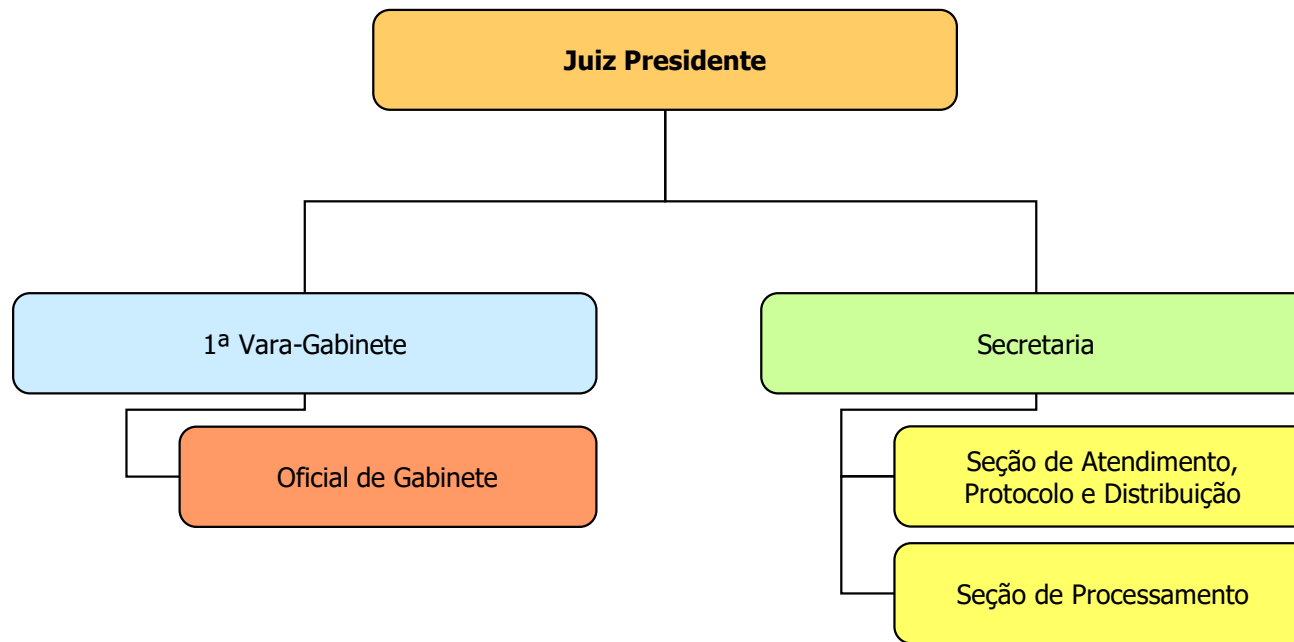 Juiz Presidente
1ª Vara-Gabinete
Secretaria
Oficial de Gabinete
Seção de Atendimento,
Protocolo e Distribuição
Seção de Processamento